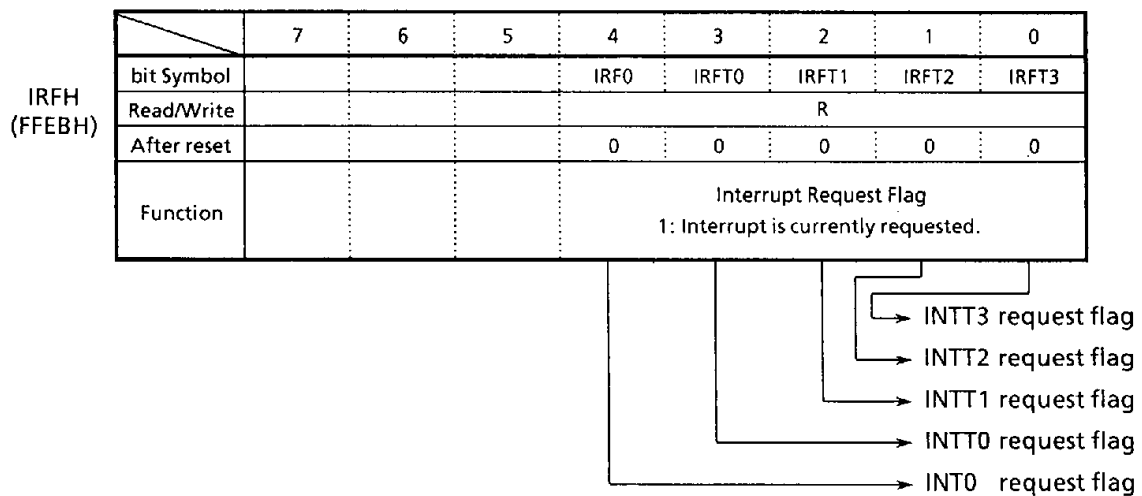 7 6 5 4 3 2 1 0
bit Symbol IRF0 IRFT0 IRFT1 IRFT2 IRFT3
IRFH
(FFEBH)
Read/Write R
After reset 0 0 0 0 0
Function Interrupt Request Flag
1: Interrupt is currently requested.
INTT3 request flag
INTT2 request flag
INTT1 request flag
INTT0 request flag
INT0 request flag